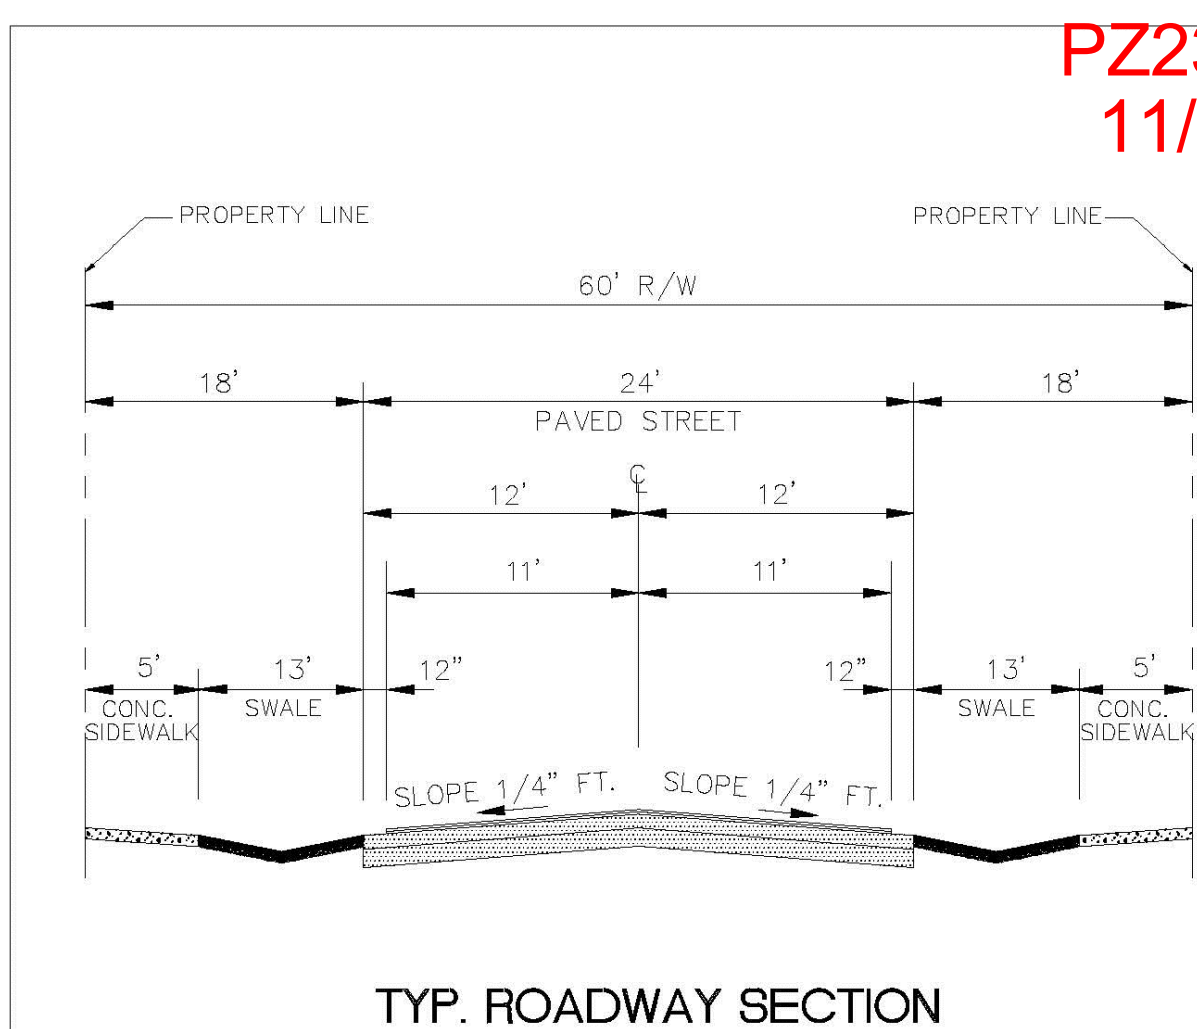 PZ23
11/
PROPERTY LINE
PROPERTY LINE
60' R/W
18'
24'
18'
PAVED STREET
℄
12'
12'
11'
11'
5'
13'
12"
12"
13'
5'
CONC.
SIDEWALK
SWALE
SWALE
CONC.
SIDEWALK
SLOPE 1/4" FT.
SLOPE 1/4" FT.
TYP. ROADWAY SECTION